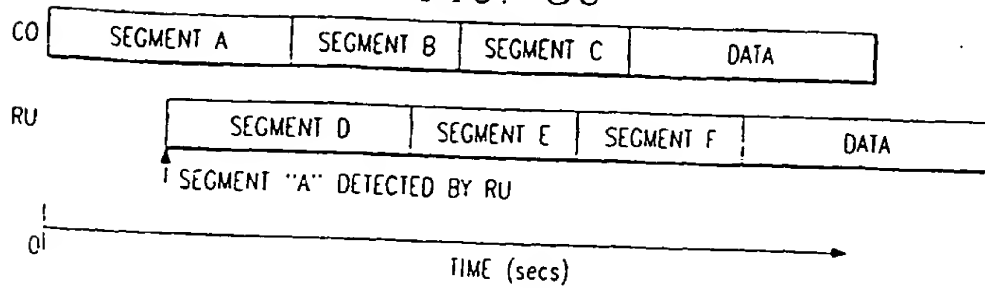 CO SEGMENT A SEGMENT B SEGMENT C DATA
RU SEGMENT D SEGMENT E SEGMENT F DATA
SEGMENT "A" DETECTED BY RU
0
TIME (secs)